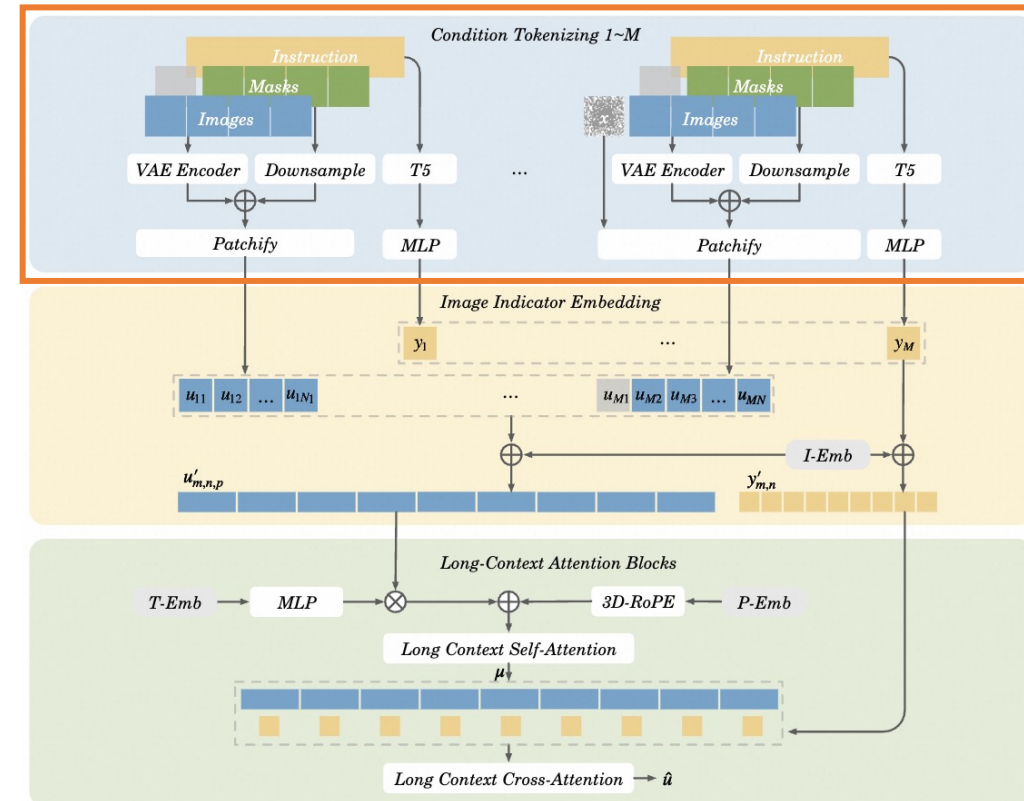 Condition Tokenizing 1~M
Instruction
Masks
Images
VAE Encoder
Downsample
T5
Patchify
MLP
...
Instruction
Masks
x
Images
VAE Encoder
Downsample
T5
Patchify
MLP
Image Indicator Embedding
y1
...
yM
u11
u12
...
u1N1
...
uM1
uM2
uM3
...
uMN
I-Emb
u′m,n,p
y′m,n
Long-Context Attention Blocks
T-Emb
MLP
3D-RoPE
P-Emb
Long Context Self-Attention
μ
Long Context Cross-Attention
û